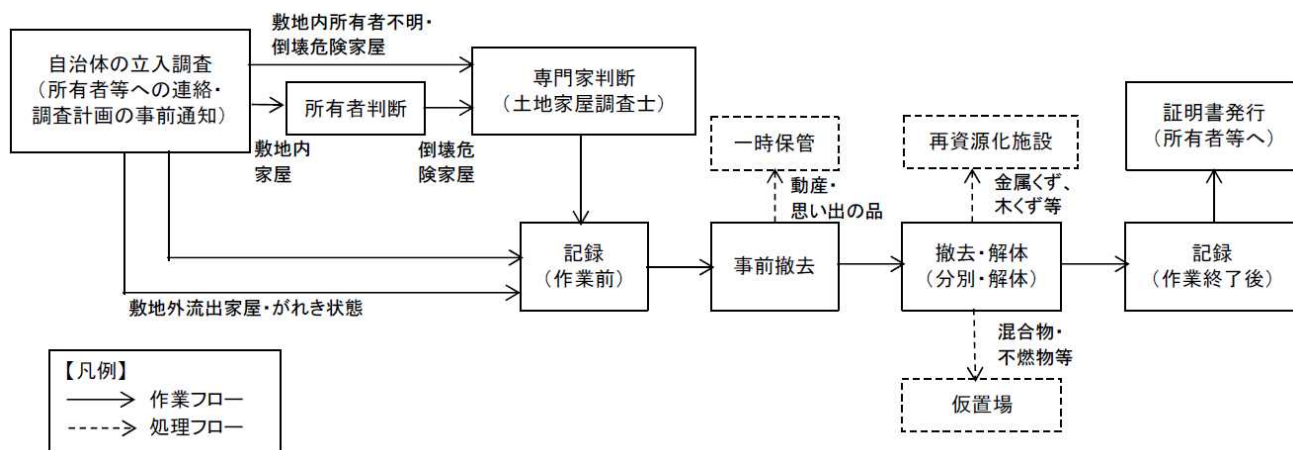 敷地内所有者不明・
倒壊危険家屋
自治体の立入調査
(所有者等への連絡・
調査計画の事前通知)
所有者判断
専門家判断
(土地家屋調査士)
敷地内
家屋
倒壊危
険家屋
一時保管
再資源化施設
証明書発行
(所有者等へ)
動産・
思い出の品
金属くず、
木くず等
記録
(作業前)
事前撤去
撤去・解体
(分別・解体)
記録
(作業終了後)
敷地外流出家屋・がれき状態
混合物・
不燃物等
仮置場
【凡例】
作業フロー
処理フロー